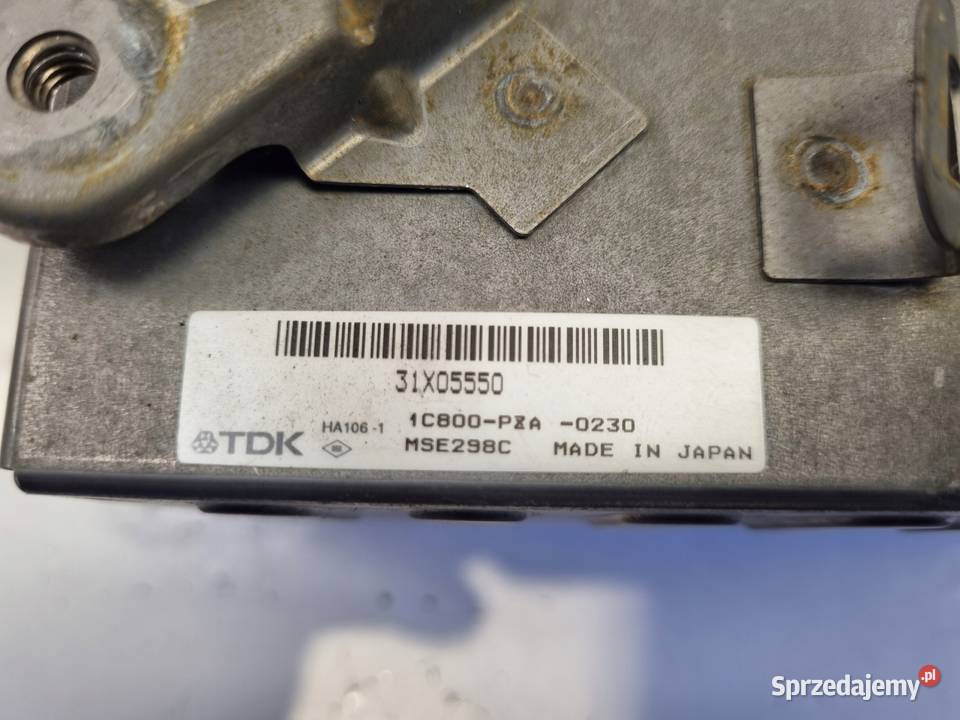 31X05550
TDK HA106-1 1C800-PZA -0230
MSE298C MADE IN JAPAN
Sprzedajemy.pl